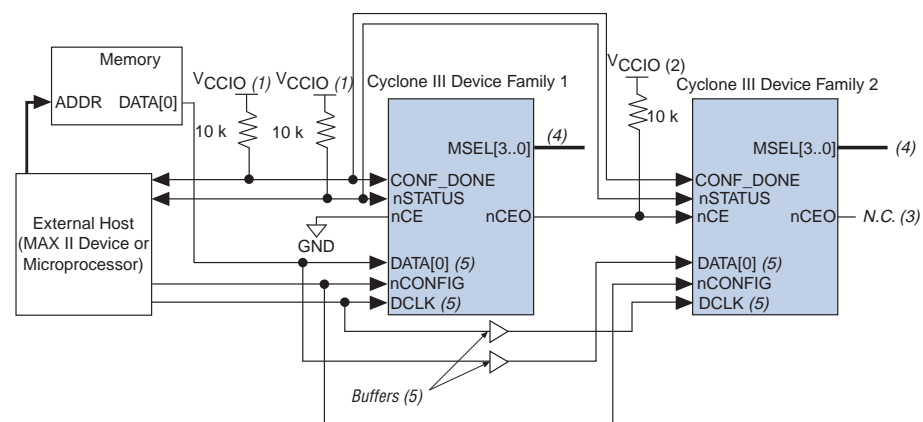 Memory
ADDR DATA[0]
VCCIO (1) VCCIO (1)
10 k
10 k
Cyclone III Device Family 1
MSEL[3..0]
(4)
CONF_DONE
nSTATUS
nCE nCEO
GND
DATA[0] (5)
nCONFIG
DCLK (5)
VCCIO (2)
10 k
Cyclone III Device Family 2
MSEL[3..0]
(4)
CONF_DONE
nSTATUS
nCE nCEO
N.C. (3)
DATA[0] (5)
nCONFIG
DCLK (5)
External Host
(MAX II Device or
Microprocessor)
Buffers (5)